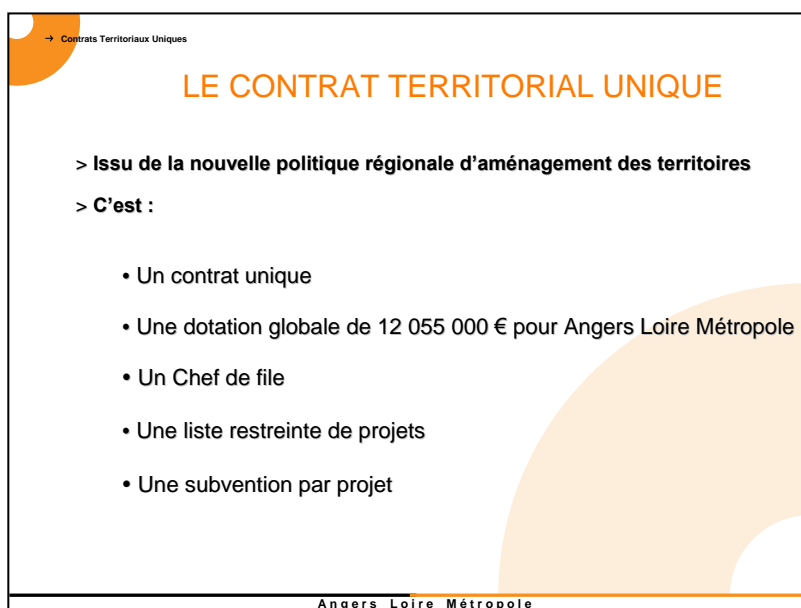 → Contrats Territoriaux Uniques
LE CONTRAT TERRITORIAL UNIQUE
> Issu de la nouvelle politique régionale d’aménagement des territoires
> C’est :
• Un contrat unique
• Une dotation globale de 12 055 000 € pour Angers Loire Métropole
• Un Chef de file
• Une liste restreinte de projets
• Une subvention par projet
Angers Loire Métropole